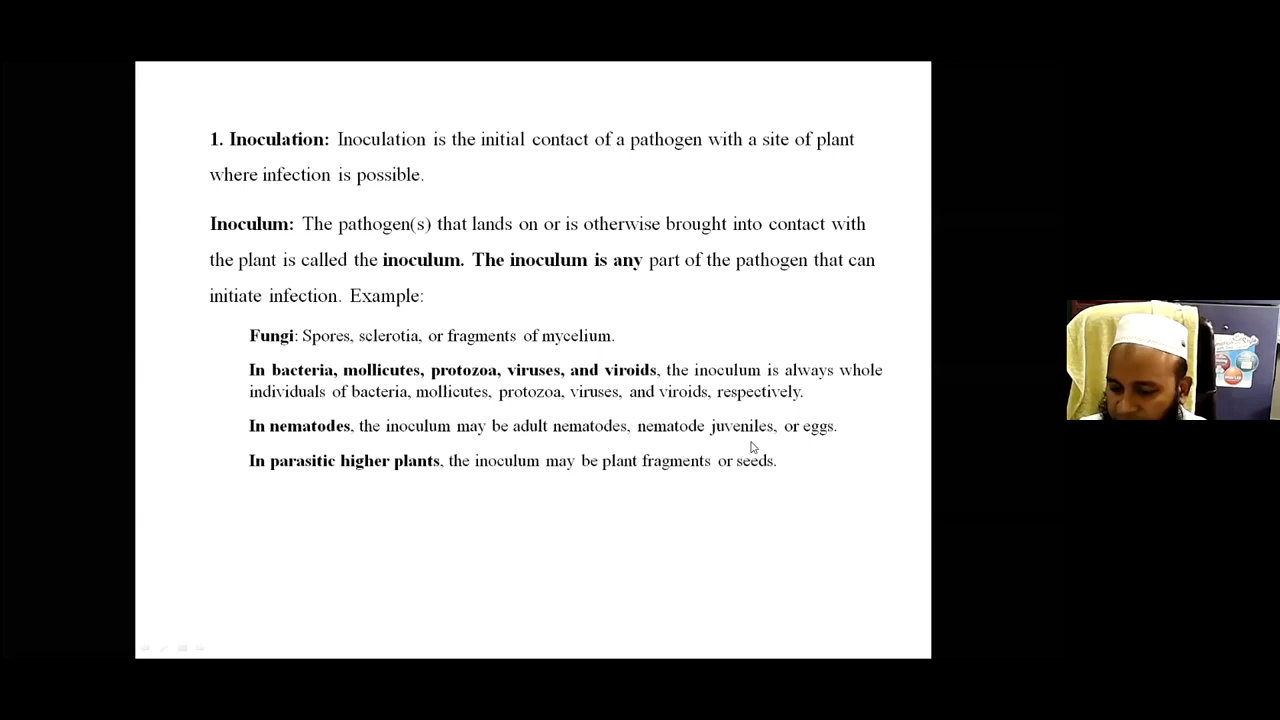 1. Inoculation: Inoculation is the initial contact of a pathogen with a site of plant
where infection is possible.
Inoculum: The pathogen(s) that lands on or is otherwise brought into contact with
the plant is called the inoculum. The inoculum is any part of the pathogen that can
initiate infection. Example:
Fungi: Spores, sclerotia, or fragments of mycelium.
In bacteria, mollicutes, protozoa, viruses, and viroids, the inoculum is always whole
individuals of bacteria, mollicutes, protozoa, viruses, and viroids, respectively.
In nematodes, the inoculum may be adult nematodes, nematode juveniles, or eggs.
In parasitic higher plants, the inoculum may be plant fragments or seeds.